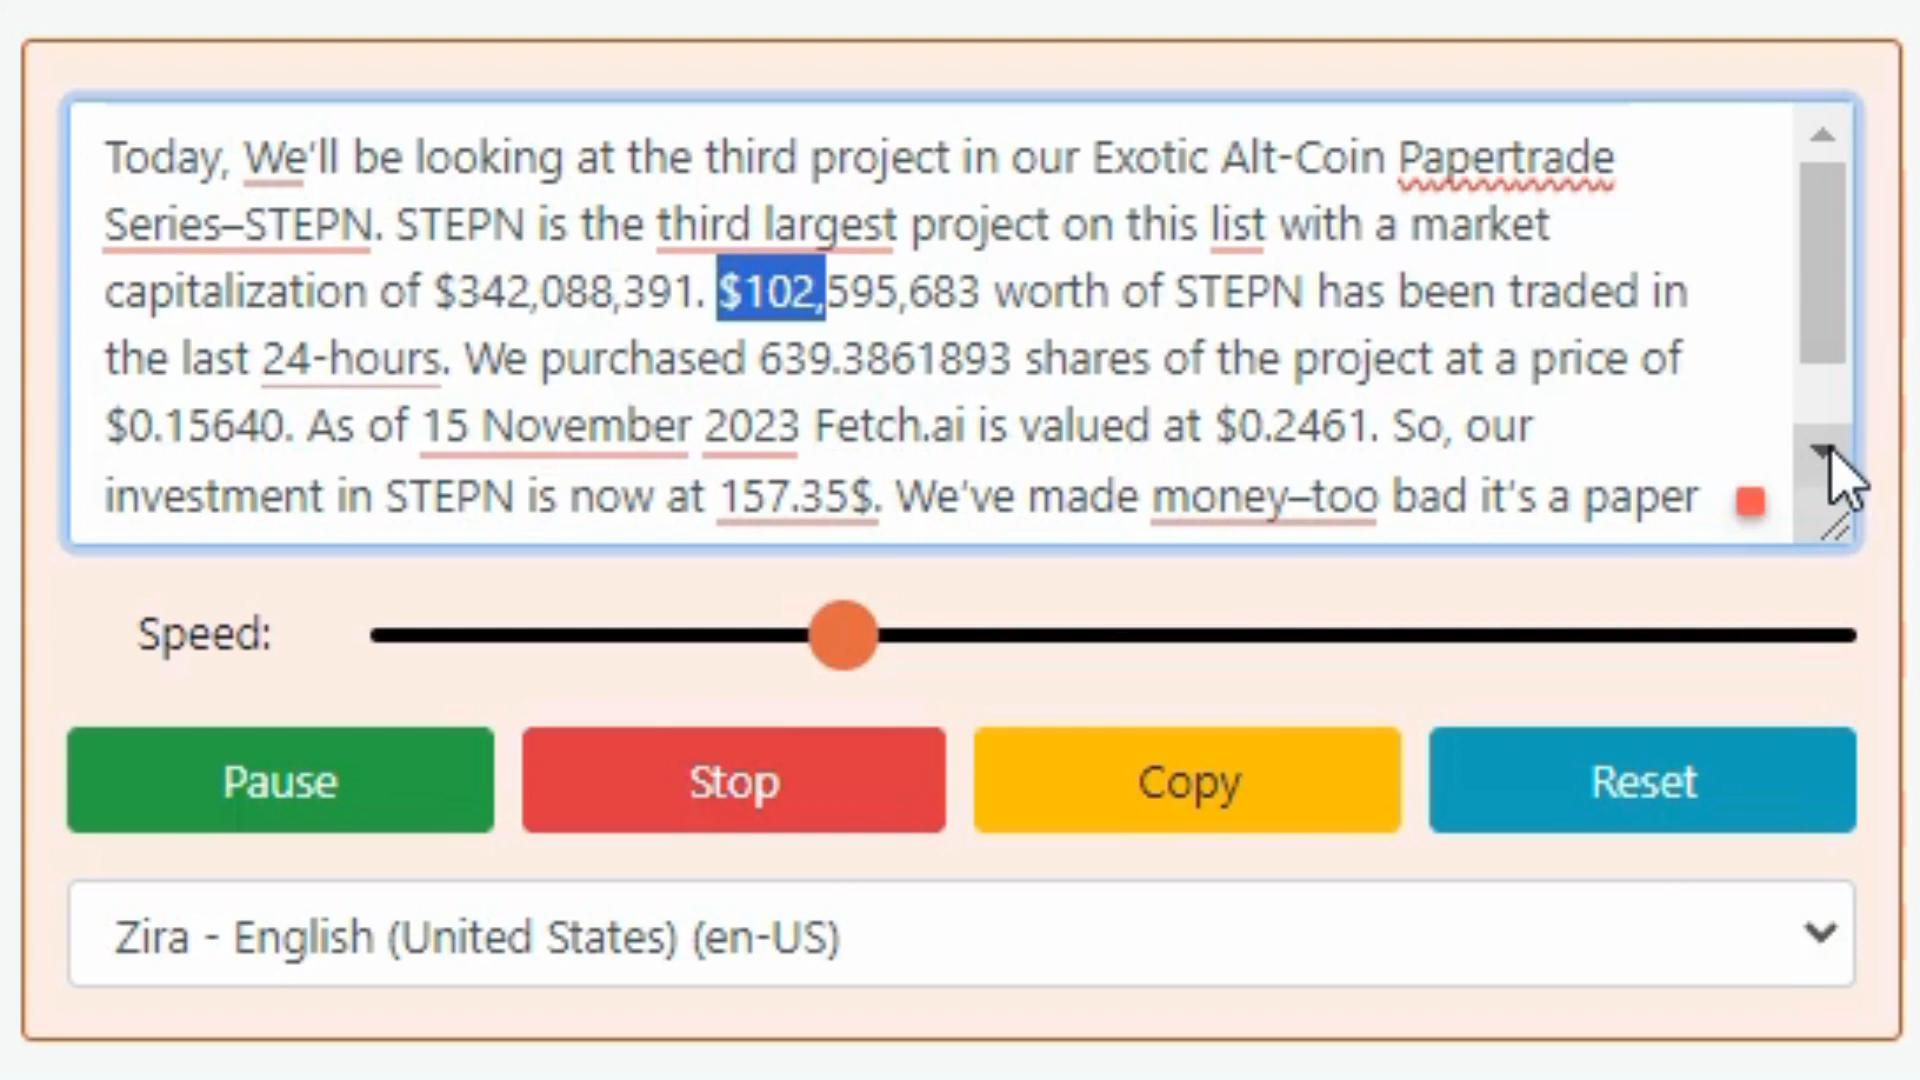 Today, We'll be looking at the third project in our Exotic Alt-Coin Papertrade
Series–STEPN. STEPN is the third largest project on this list with a market
capitalization of $342,088,391. $102,595,683 worth of STEPN has been traded in
the last 24-hours. We purchased 639.3861893 shares of the project at a price of
$0.15640. As of 15 November 2023 Fetch.ai is valued at $0.2461. So, our
investment in STEPN is now at 157.35$. We've made money–too bad it's a paper
Speed:
Pause
Stop
Copy
Reset
Zira - English (United States) (en-US)